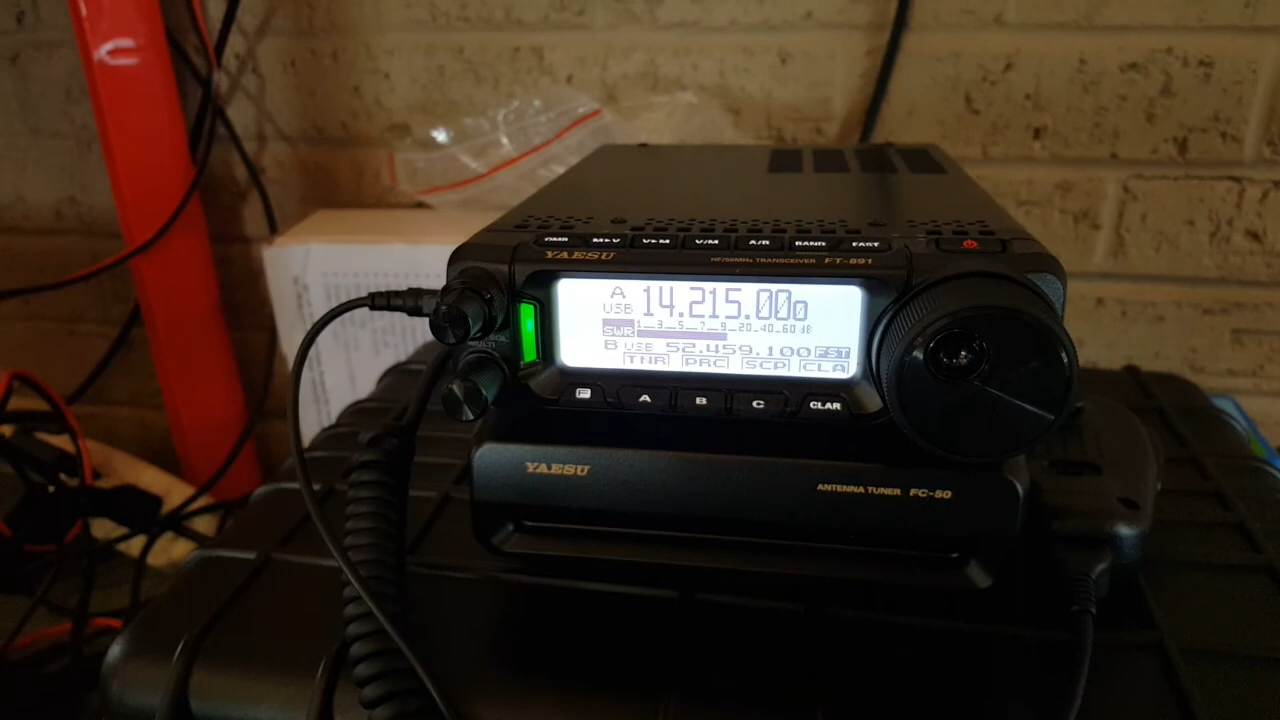 V/M A/B BAND FAST
YAESU HF/50MHz TRANSCEIVER FT-891
A 14.215.000
USB
SWR 1 3 5 7 9 20 40 60 dB
B USB 52.459.100 FST
TNR PRC SCP CLA
SQL
MULTI
F A B C CLAR
YAESU
ANTENNA TUNER FC-50